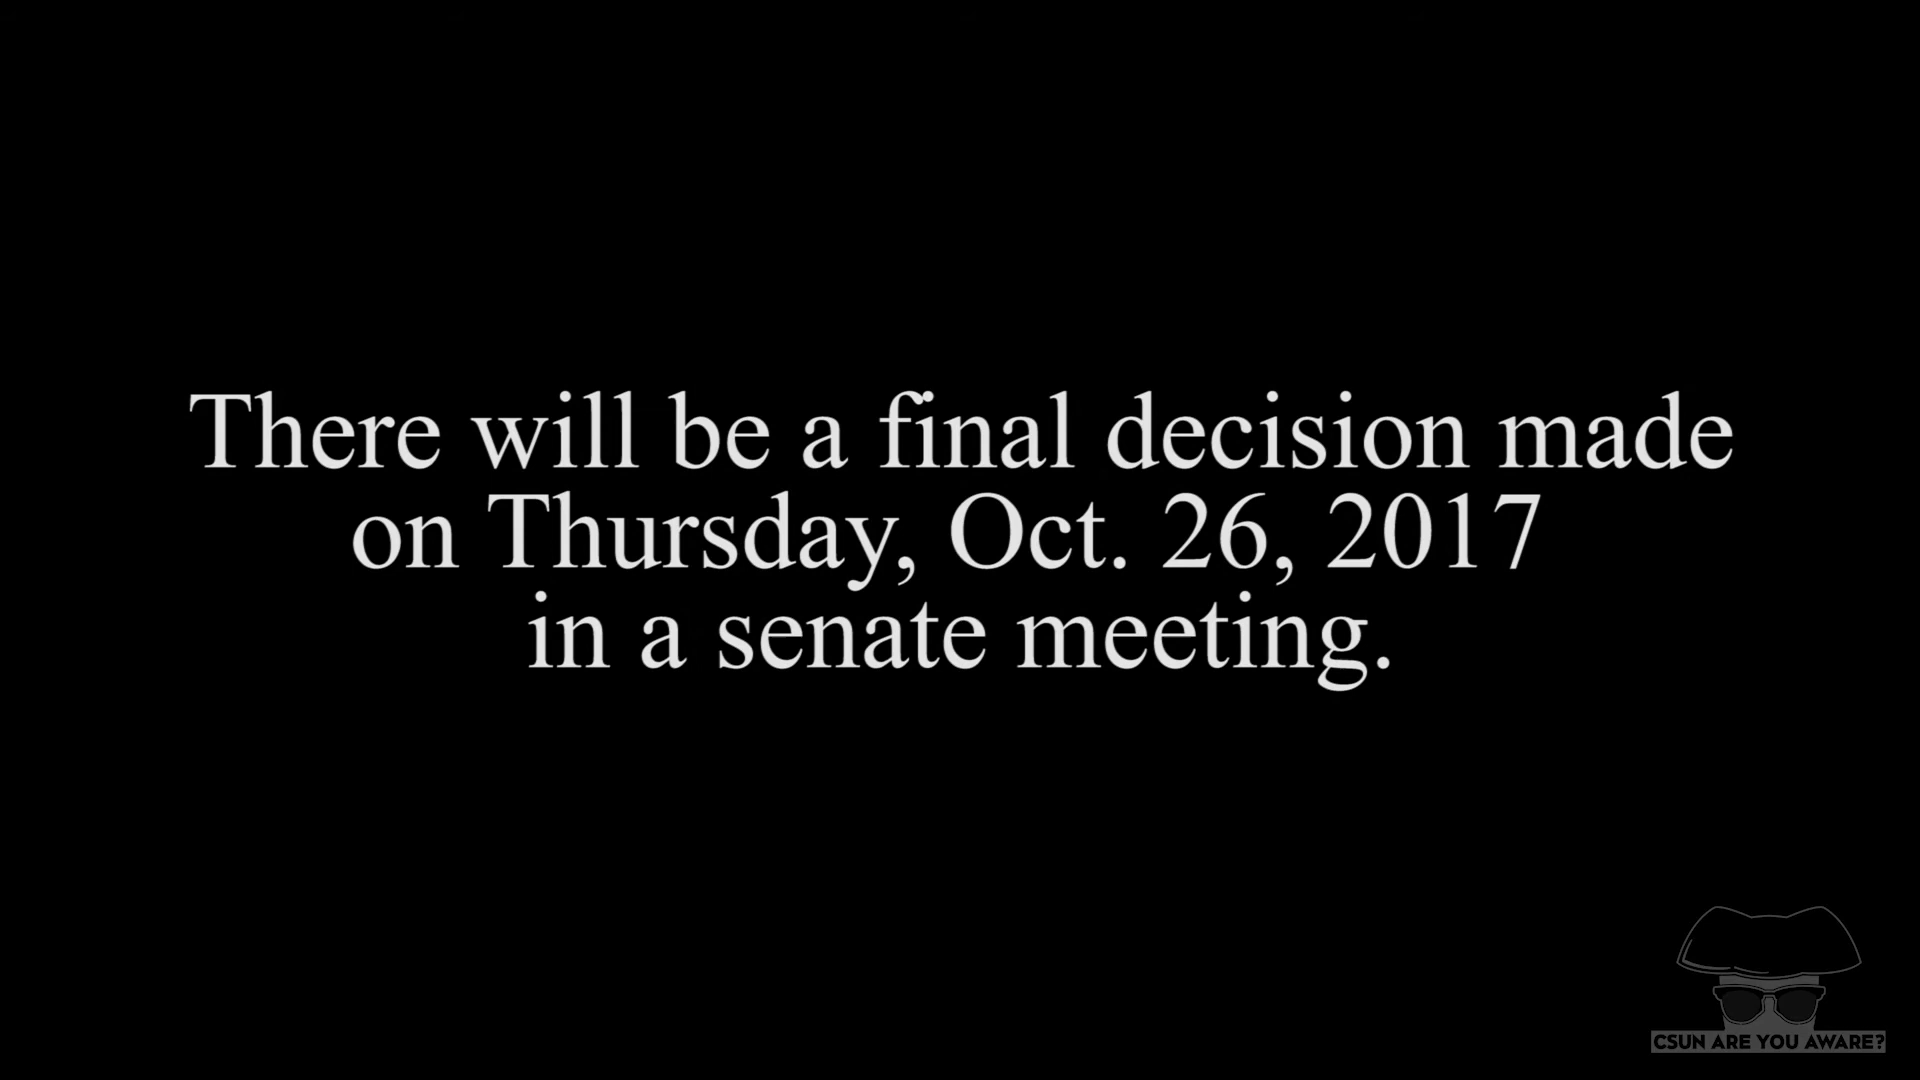 There will be a final decision made
on Thursday, Oct. 26, 2017
in a senate meeting.
CSUN ARE YOU AWARE?